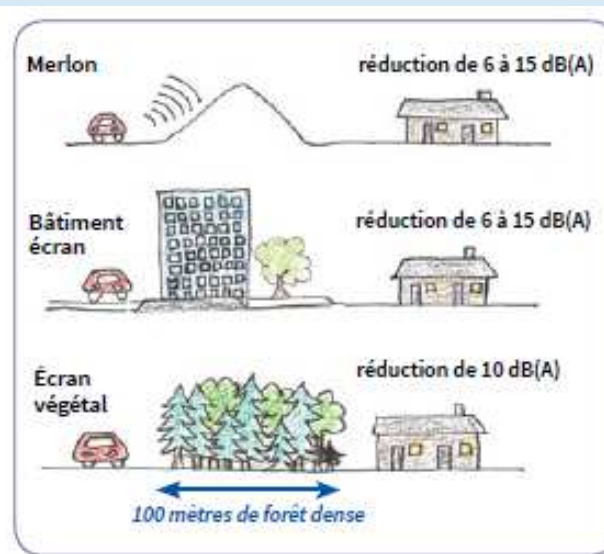 Merlon
réduction de 6 à 15 dB(A)
Bâtiment
écran
réduction de 6 à 15 dB(A)
Écran
végétal
réduction de 10 dB(A)
100 mètres de forêt dense